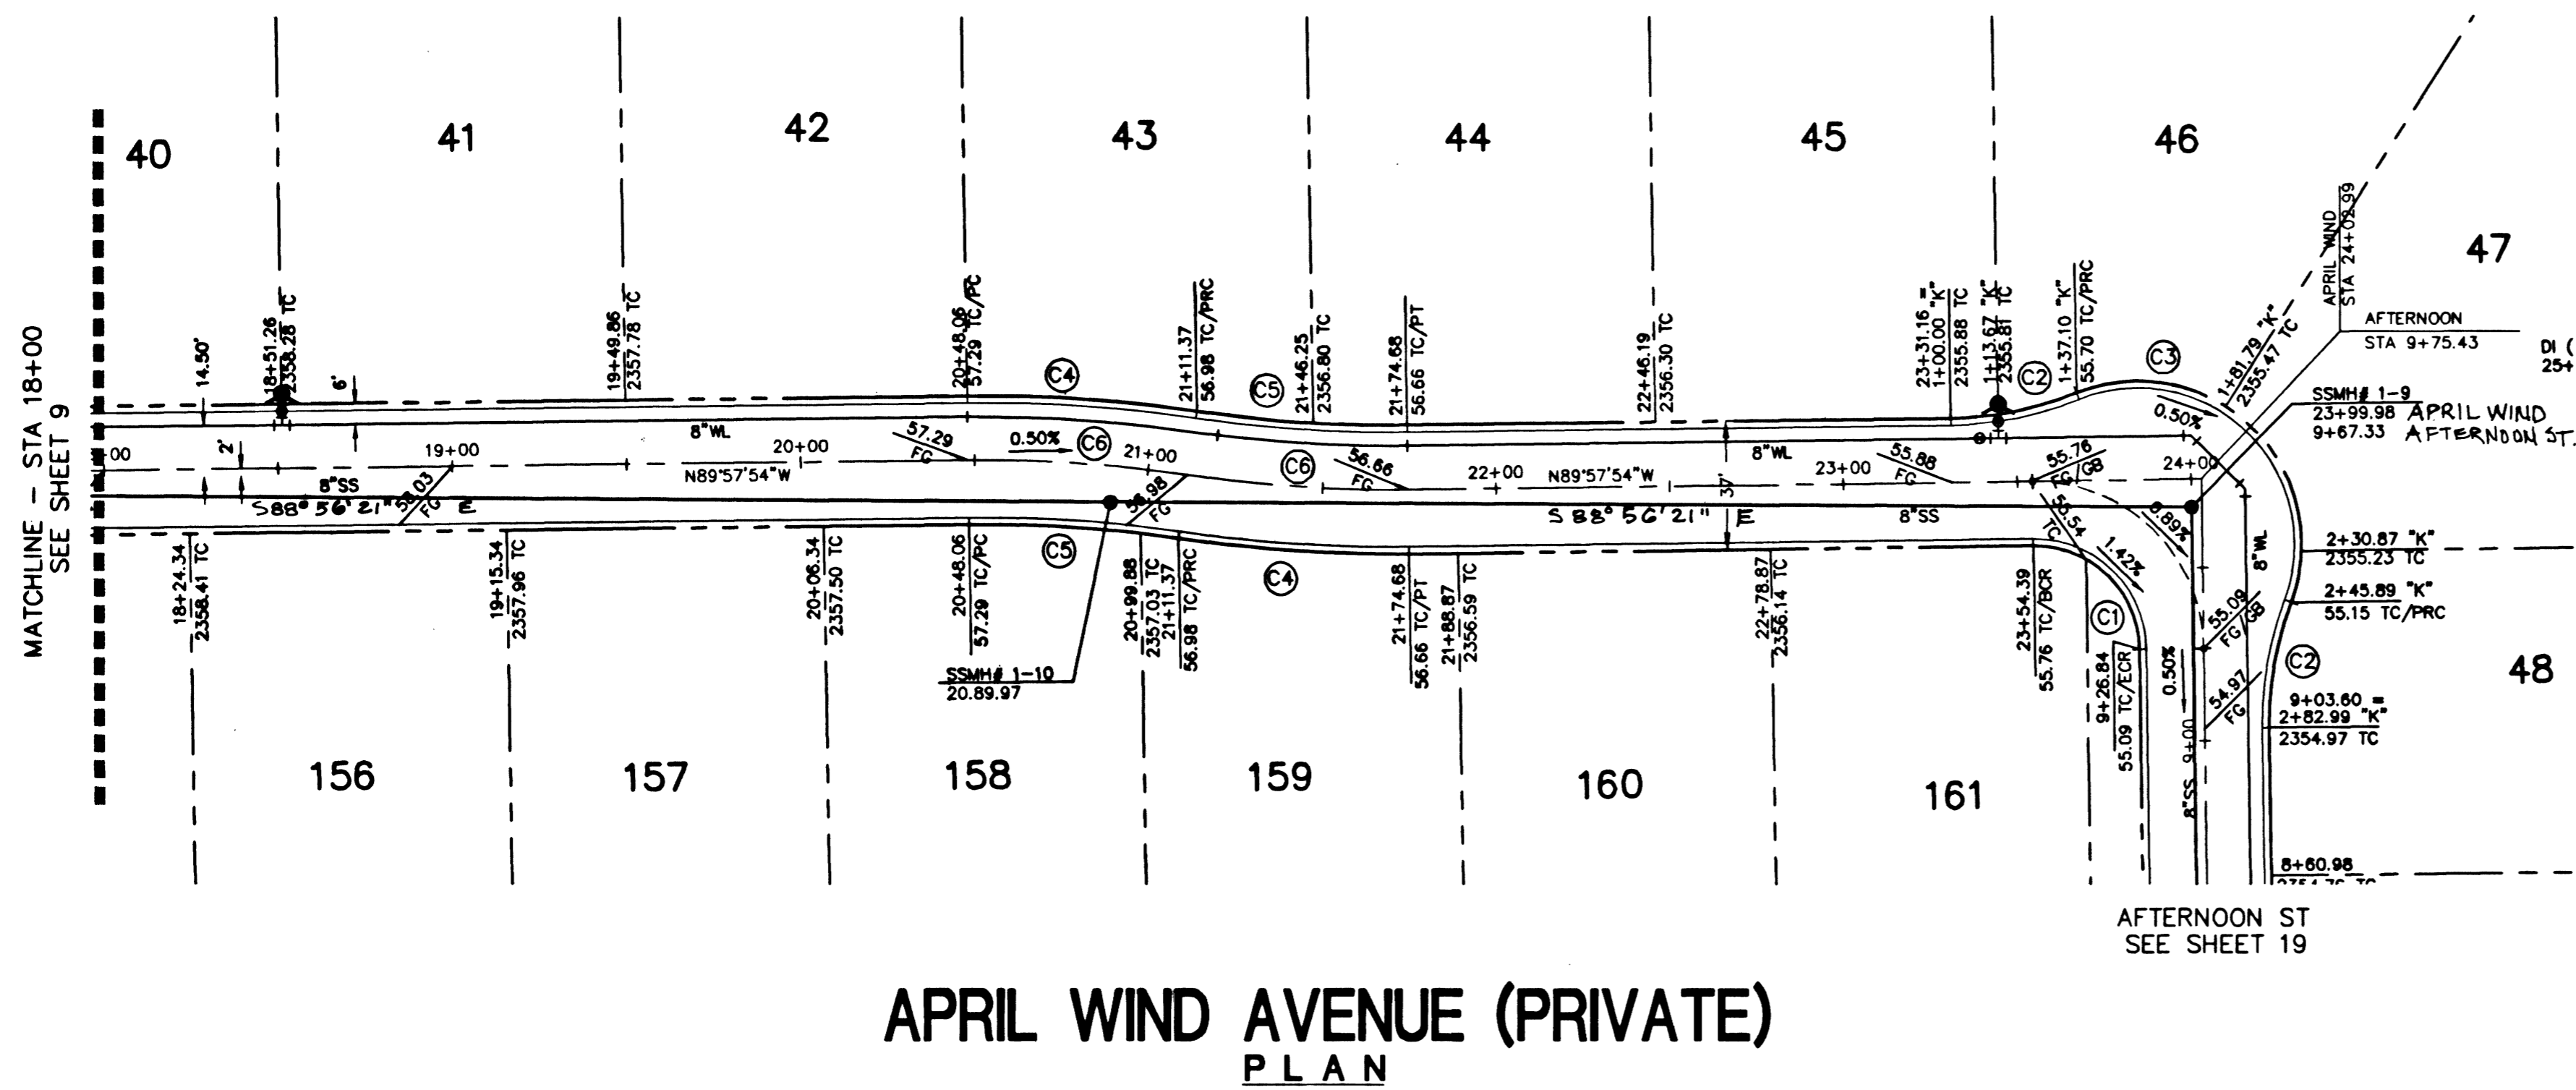 40
41
42
43
44
45
46
47
MATCHLINE - STA 18+00
SEE SHEET 9
14.50'
18+51.26
2358.28 TC
6'
19+49.86
2357.78 TC
20+48.06
57.29 TC/PC
C4
21+11.37
56.98 TC/PRC
C5
21+46.25
2356.80 TC
21+74.68
56.66 TC/PT
22+46.19
2356.30 TC
23+31.16 =
1+00.00 "K"
2355.88 TC
1+13.67 "K"
2355.81 TC
C2
1+37.10 "K"
55.70 TC/PRC
C3
1+81.79 "K"
2355.47 TC
0.50%
APRIL WIND
STA 24+02.99
AFTERNOON
STA 9+75.43
DI (
25+
SSMH# 1-9
23+99.98 APRIL WIND
9+67.33 AFTERNOON ST.
2'
8"WL
19+00
20+00
57.29
FG
0.50%
C6
21+00
C6
56.66
FG
22+00
8"WL
23+00
55.88
FG
55.76
FG/GB
24+00
N89°57'54"W
N89°57'54"W
37'
8"SS
58.03
FG
S88°56'21" E
56.98
FG
S88°56'21" E
8"SS
55.54
TC
0.89%
1.42%
8"WL
18+24.34
2358.41 TC
19+15.34
2357.96 TC
20+06.34
2357.50 TC
20+48.06
57.29 TC/PC
C5
20+99.88
2357.03 TC
21+11.37
56.98 TC/PRC
C4
21+74.68
56.66 TC/PT
21+88.87
2356.59 TC
22+78.87
2356.14 TC
23+54.39
55.76 TC/BCR
C1
9+26.84
55.09 TC/ECR
0.50%
55.09
FG/GB
54.97
FG
8"SS
9+00
2+30.87 "K"
2355.23 TC
2+45.89 "K"
55.15 TC/PRC
C2
48
9+03.60 =
2+82.99 "K"
2354.97 TC
8+60.98
SSMH# 1-10
20.89.97
156
157
158
159
160
161
AFTERNOON ST
SEE SHEET 19
APRIL WIND AVENUE (PRIVATE)
PLAN